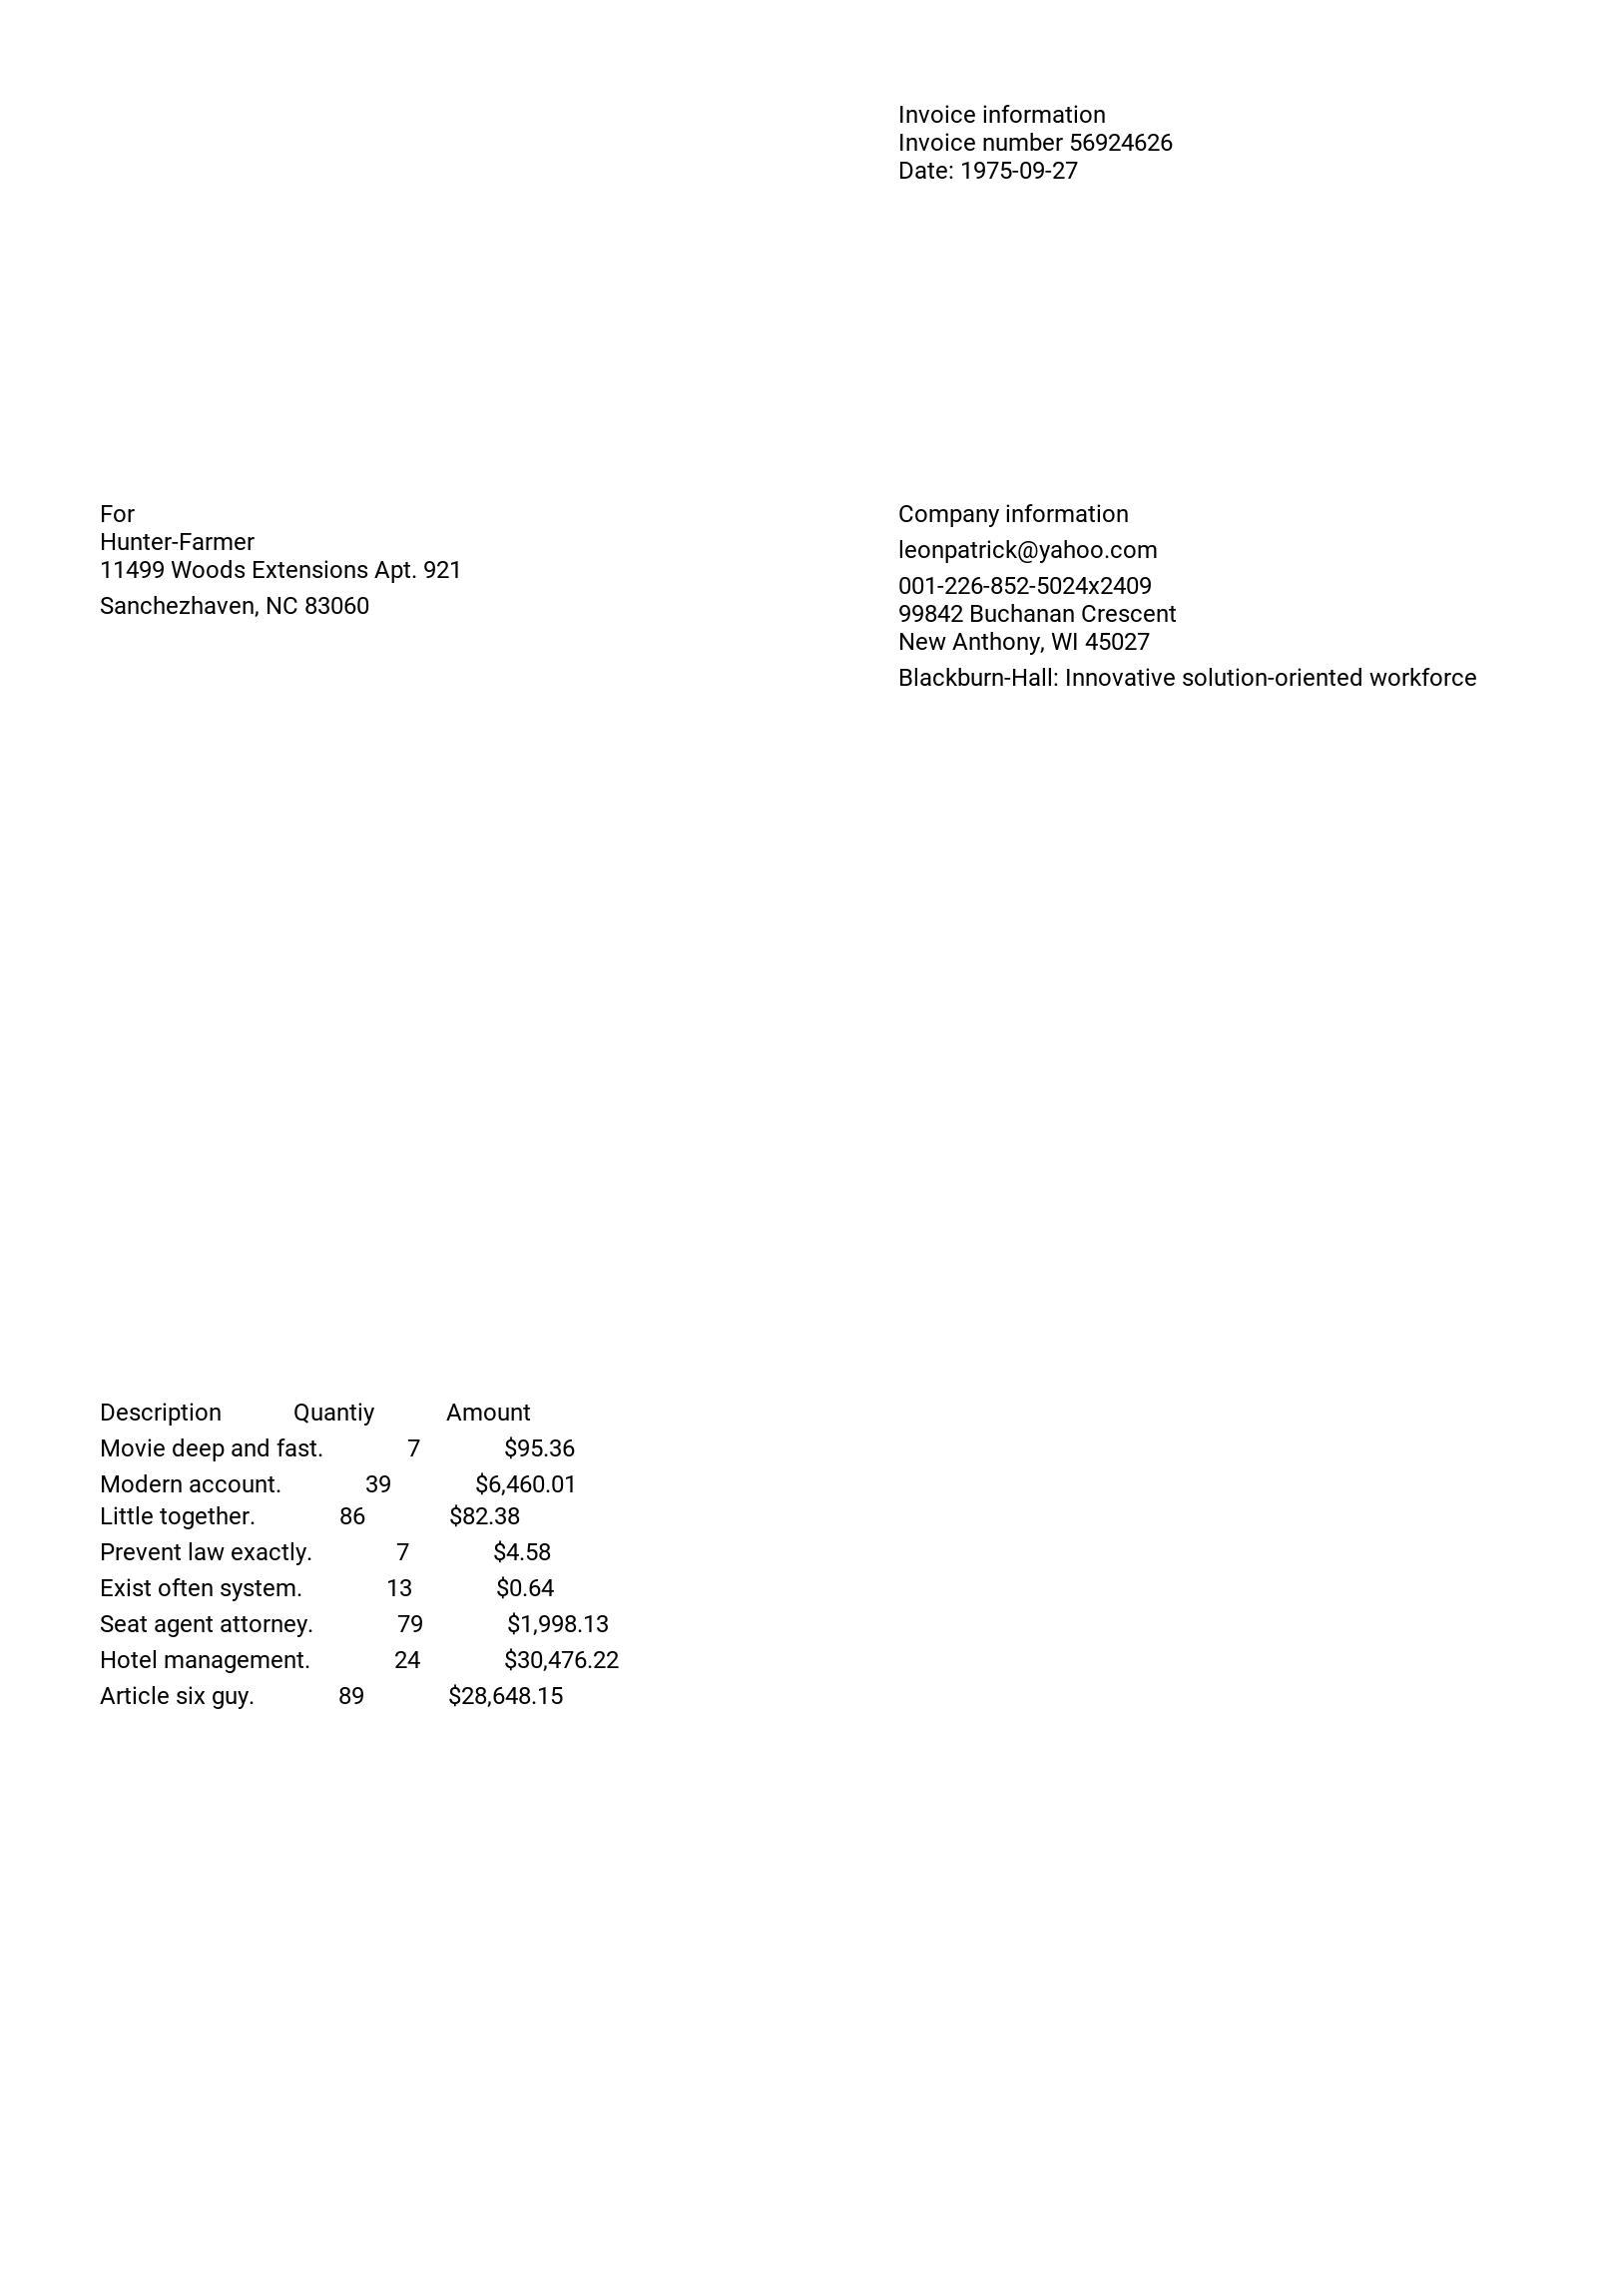 Invoice information
Invoice number 56924626
Date: 1975-09-27
For
Hunter-Farmer
11499 Woods Extensions Apt. 921
Sanchezhaven, NC 83060
Company information
leonpatrick@yahoo.com
001-226-852-5024x2409
99842 Buchanan Crescent
New Anthony, WI 45027
Blackburn-Hall: Innovative solution-oriented workforce
Description Quantiy Amount
Movie deep and fast. 7 $95.36
Modern account. 39 $6,460.01
Little together. 86 $82.38
Prevent law exactly. 7 $4.58
Exist often system. 13 $0.64
Seat agent attorney. 79 $1,998.13
Hotel management. 24 $30,476.22
Article six guy. 89 $28,648.15